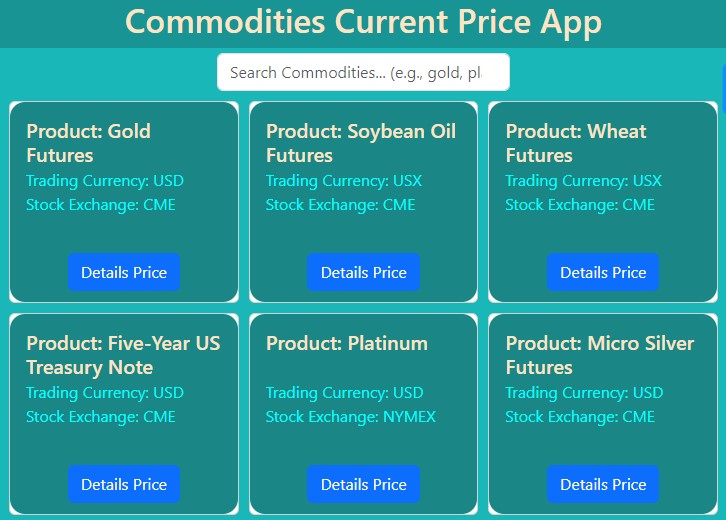 Commodities Current Price App
Search Commodities... (e.g., gold, pl
Product: Gold
Futures
Trading Currency: USD
Stock Exchange: CME
Details Price
Product: Soybean Oil
Futures
Trading Currency: USX
Stock Exchange: CME
Details Price
Product: Wheat
Futures
Trading Currency: USX
Stock Exchange: CME
Details Price
Product: Five-Year US
Treasury Note
Trading Currency: USD
Stock Exchange: CME
Details Price
Product: Platinum
Trading Currency: USD
Stock Exchange: NYMEX
Details Price
Product: Micro Silver
Futures
Trading Currency: USD
Stock Exchange: CME
Details Price